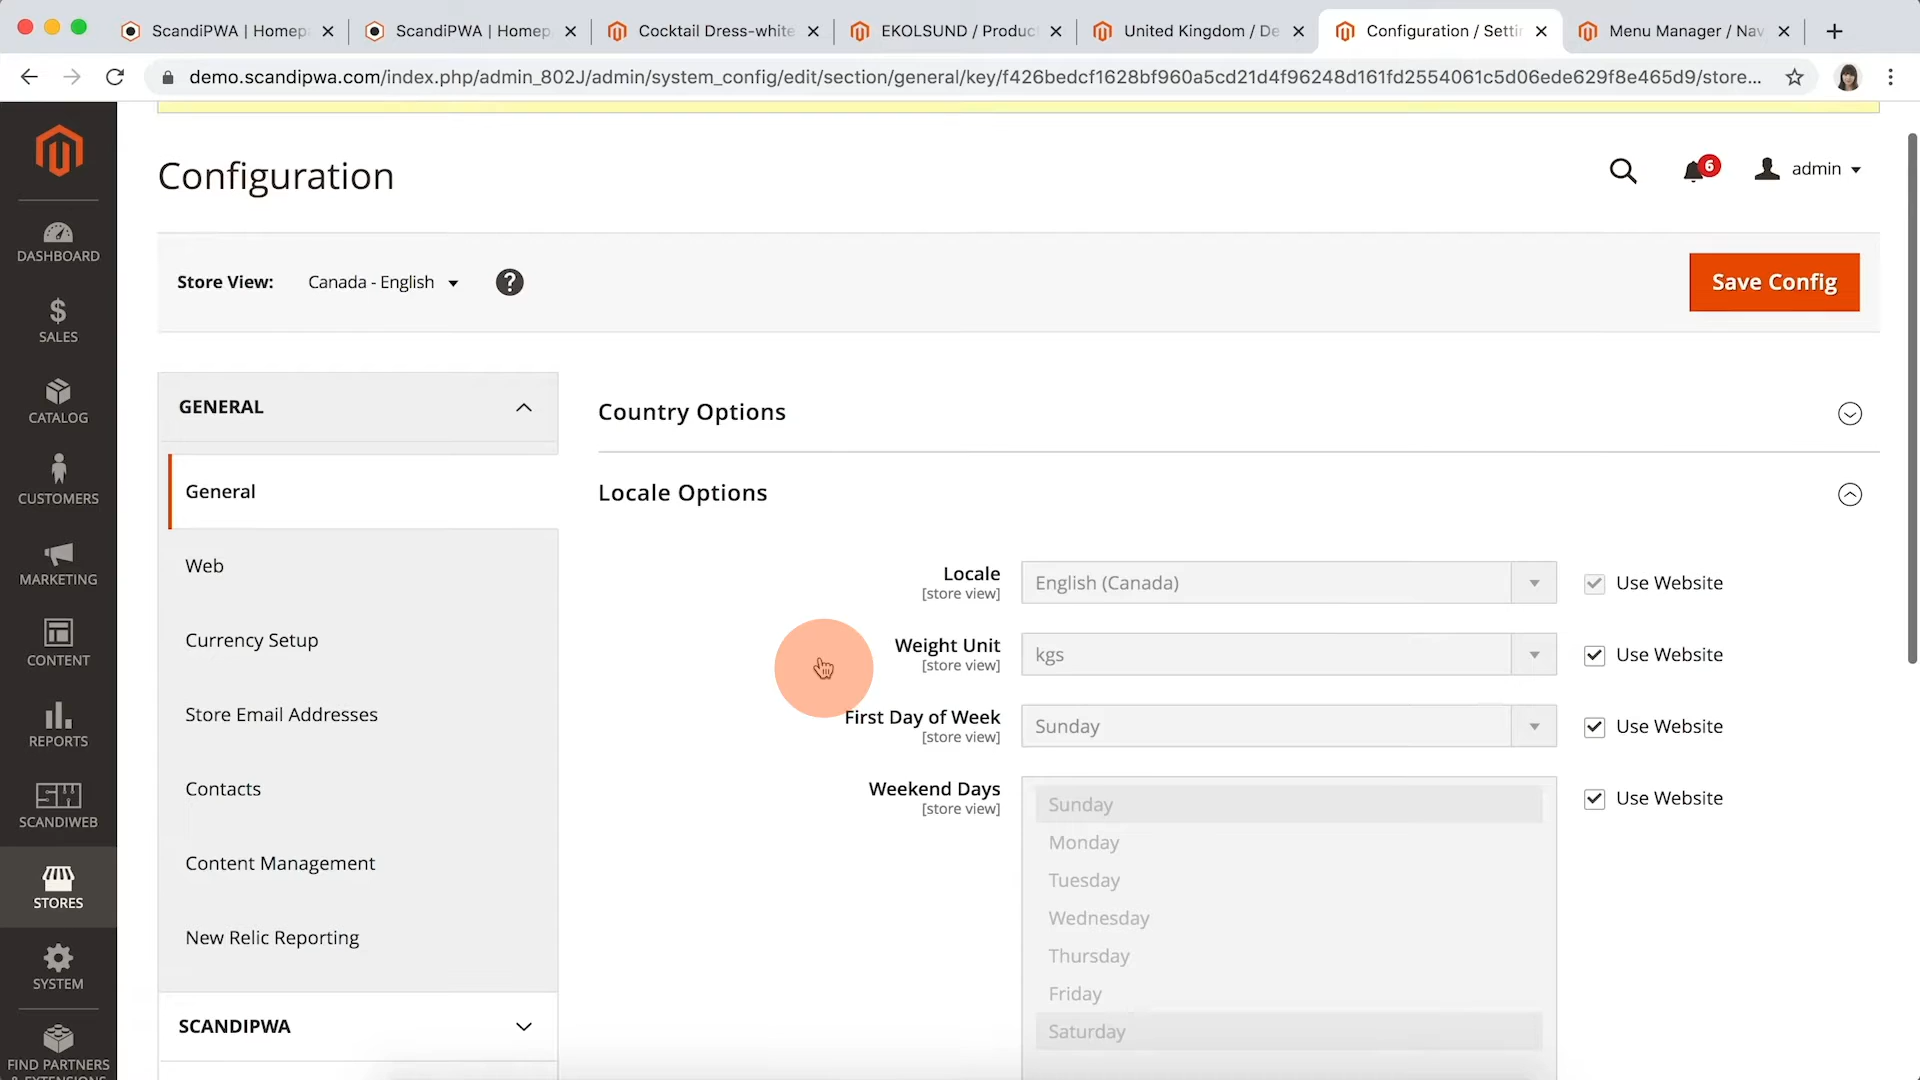 ScandiPWA | Homep
ScandiPWA | Homep
Cocktail Dress-white
EKOLSUND / Produc
United Kingdom / De
Configuration / Settin
Menu Manager / Nav
demo.scandipwa.com/index.php/admin_802J/admin/system_config/edit/section/general/key/f426bedcf1628bf960a5cd21d4f96248d161fd2554061c5d06ede629f8e465d9/store...
Configuration
6
admin
Store View:
Canada - English
?
Save Config
DASHBOARD
$
SALES
CATALOG
CUSTOMERS
MARKETING
CONTENT
REPORTS
SCANDIWEB
STORES
SYSTEM
FIND PARTNERS
& EXTENSIONS
GENERAL
General
Web
Currency Setup
Store Email Addresses
Contacts
Content Management
New Relic Reporting
SCANDIPWA
Country Options
Locale Options
Locale
[store view]
English (Canada)
Use Website
Weight Unit
[store view]
kgs
Use Website
First Day of Week
[store view]
Sunday
Use Website
Weekend Days
[store view]
Sunday
Monday
Tuesday
Wednesday
Thursday
Friday
Saturday
Use Website